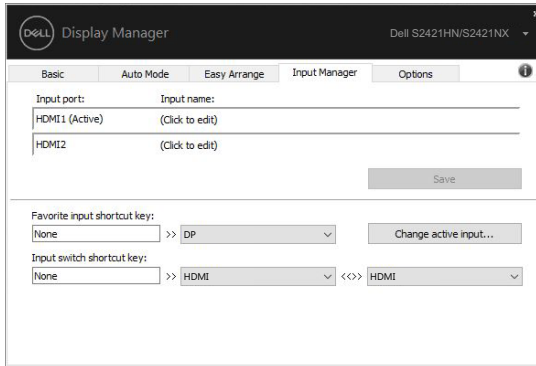 DELL Display Manager Dell S2421HN/S2421NX
Basic Auto Mode Easy Arrange Input Manager Options
Input port: Input name:
HDMI1 (Active) (Click to edit)
HDMI2 (Click to edit)
Save
Favorite input shortcut key:
None >> DP Change active input...
Input switch shortcut key:
None >> HDMI <<>> HDMI